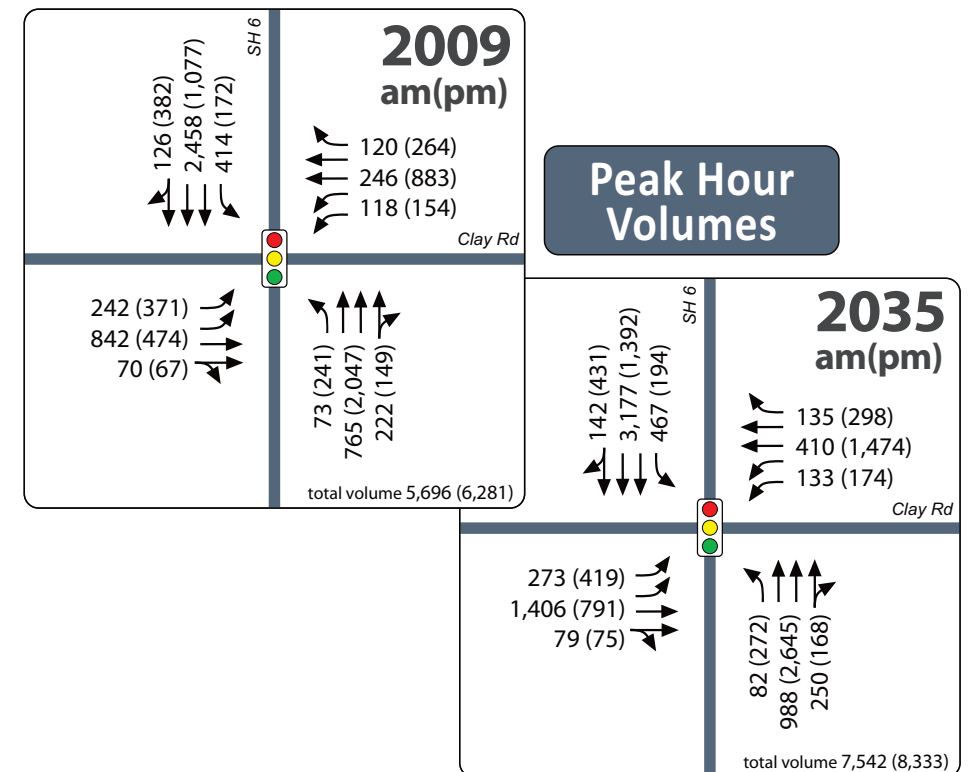 SH 6
2009
am(pm)
126 (382)
2,458 (1,077)
414 (172)
120 (264)
246 (883)
118 (154)
Clay Rd
242 (371)
842 (474)
70 (67)
73 (241)
765 (2,047)
222 (149)
total volume 5,696 (6,281)
Peak Hour
Volumes
SH 6
2035
am(pm)
142 (431)
3,177 (1,392)
467 (194)
135 (298)
410 (1,474)
133 (174)
Clay Rd
273 (419)
1,406 (791)
79 (75)
82 (272)
988 (2,645)
250 (168)
total volume 7,542 (8,333)